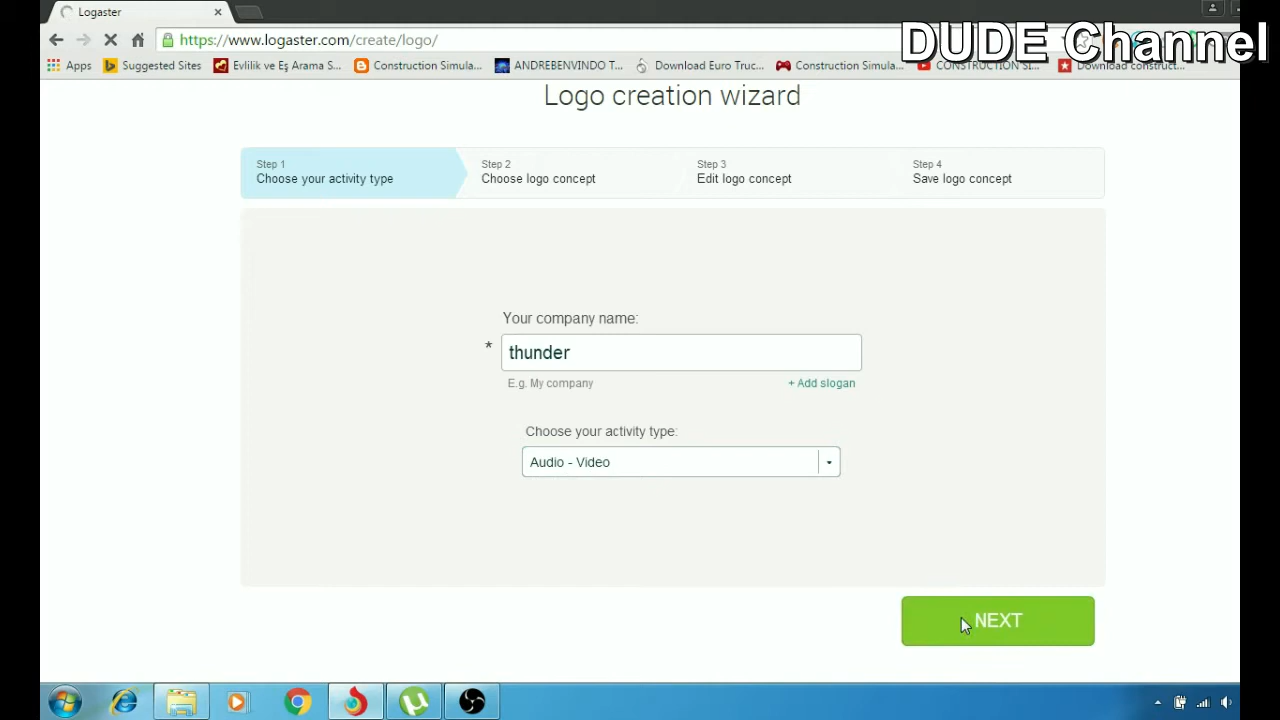 Logaster
DUDE Channel
https://www.logaster.com/create/logo/
Apps Suggested Sites Evlilik ve Eş Arama S... Construction Simula... ANDREBENVINDO T... Download Euro Truc... Construction Simula... CONSTRUCTION SI... Download construct...
Logo creation wizard
Step 1
Choose your activity type
Step 2
Choose logo concept
Step 3
Edit logo concept
Step 4
Save logo concept
Your company name:
* thunder
E.g. My company + Add slogan
Choose your activity type:
Audio - Video
NEXT